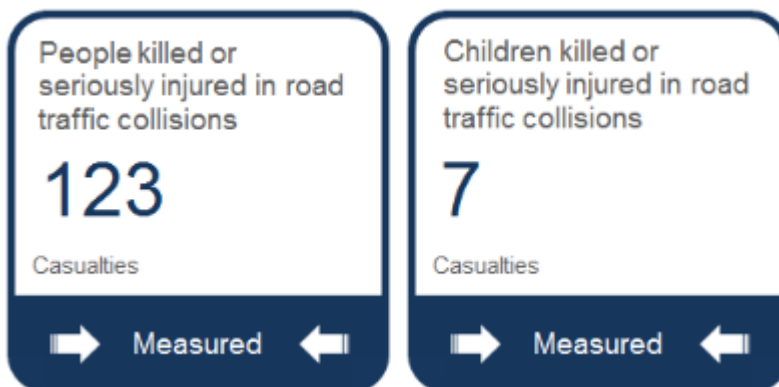 People killed or
seriously injured in road
traffic collisions
123
Casualties
Measured
Children killed or
seriously injured in road
traffic collisions
7
Casualties
Measured